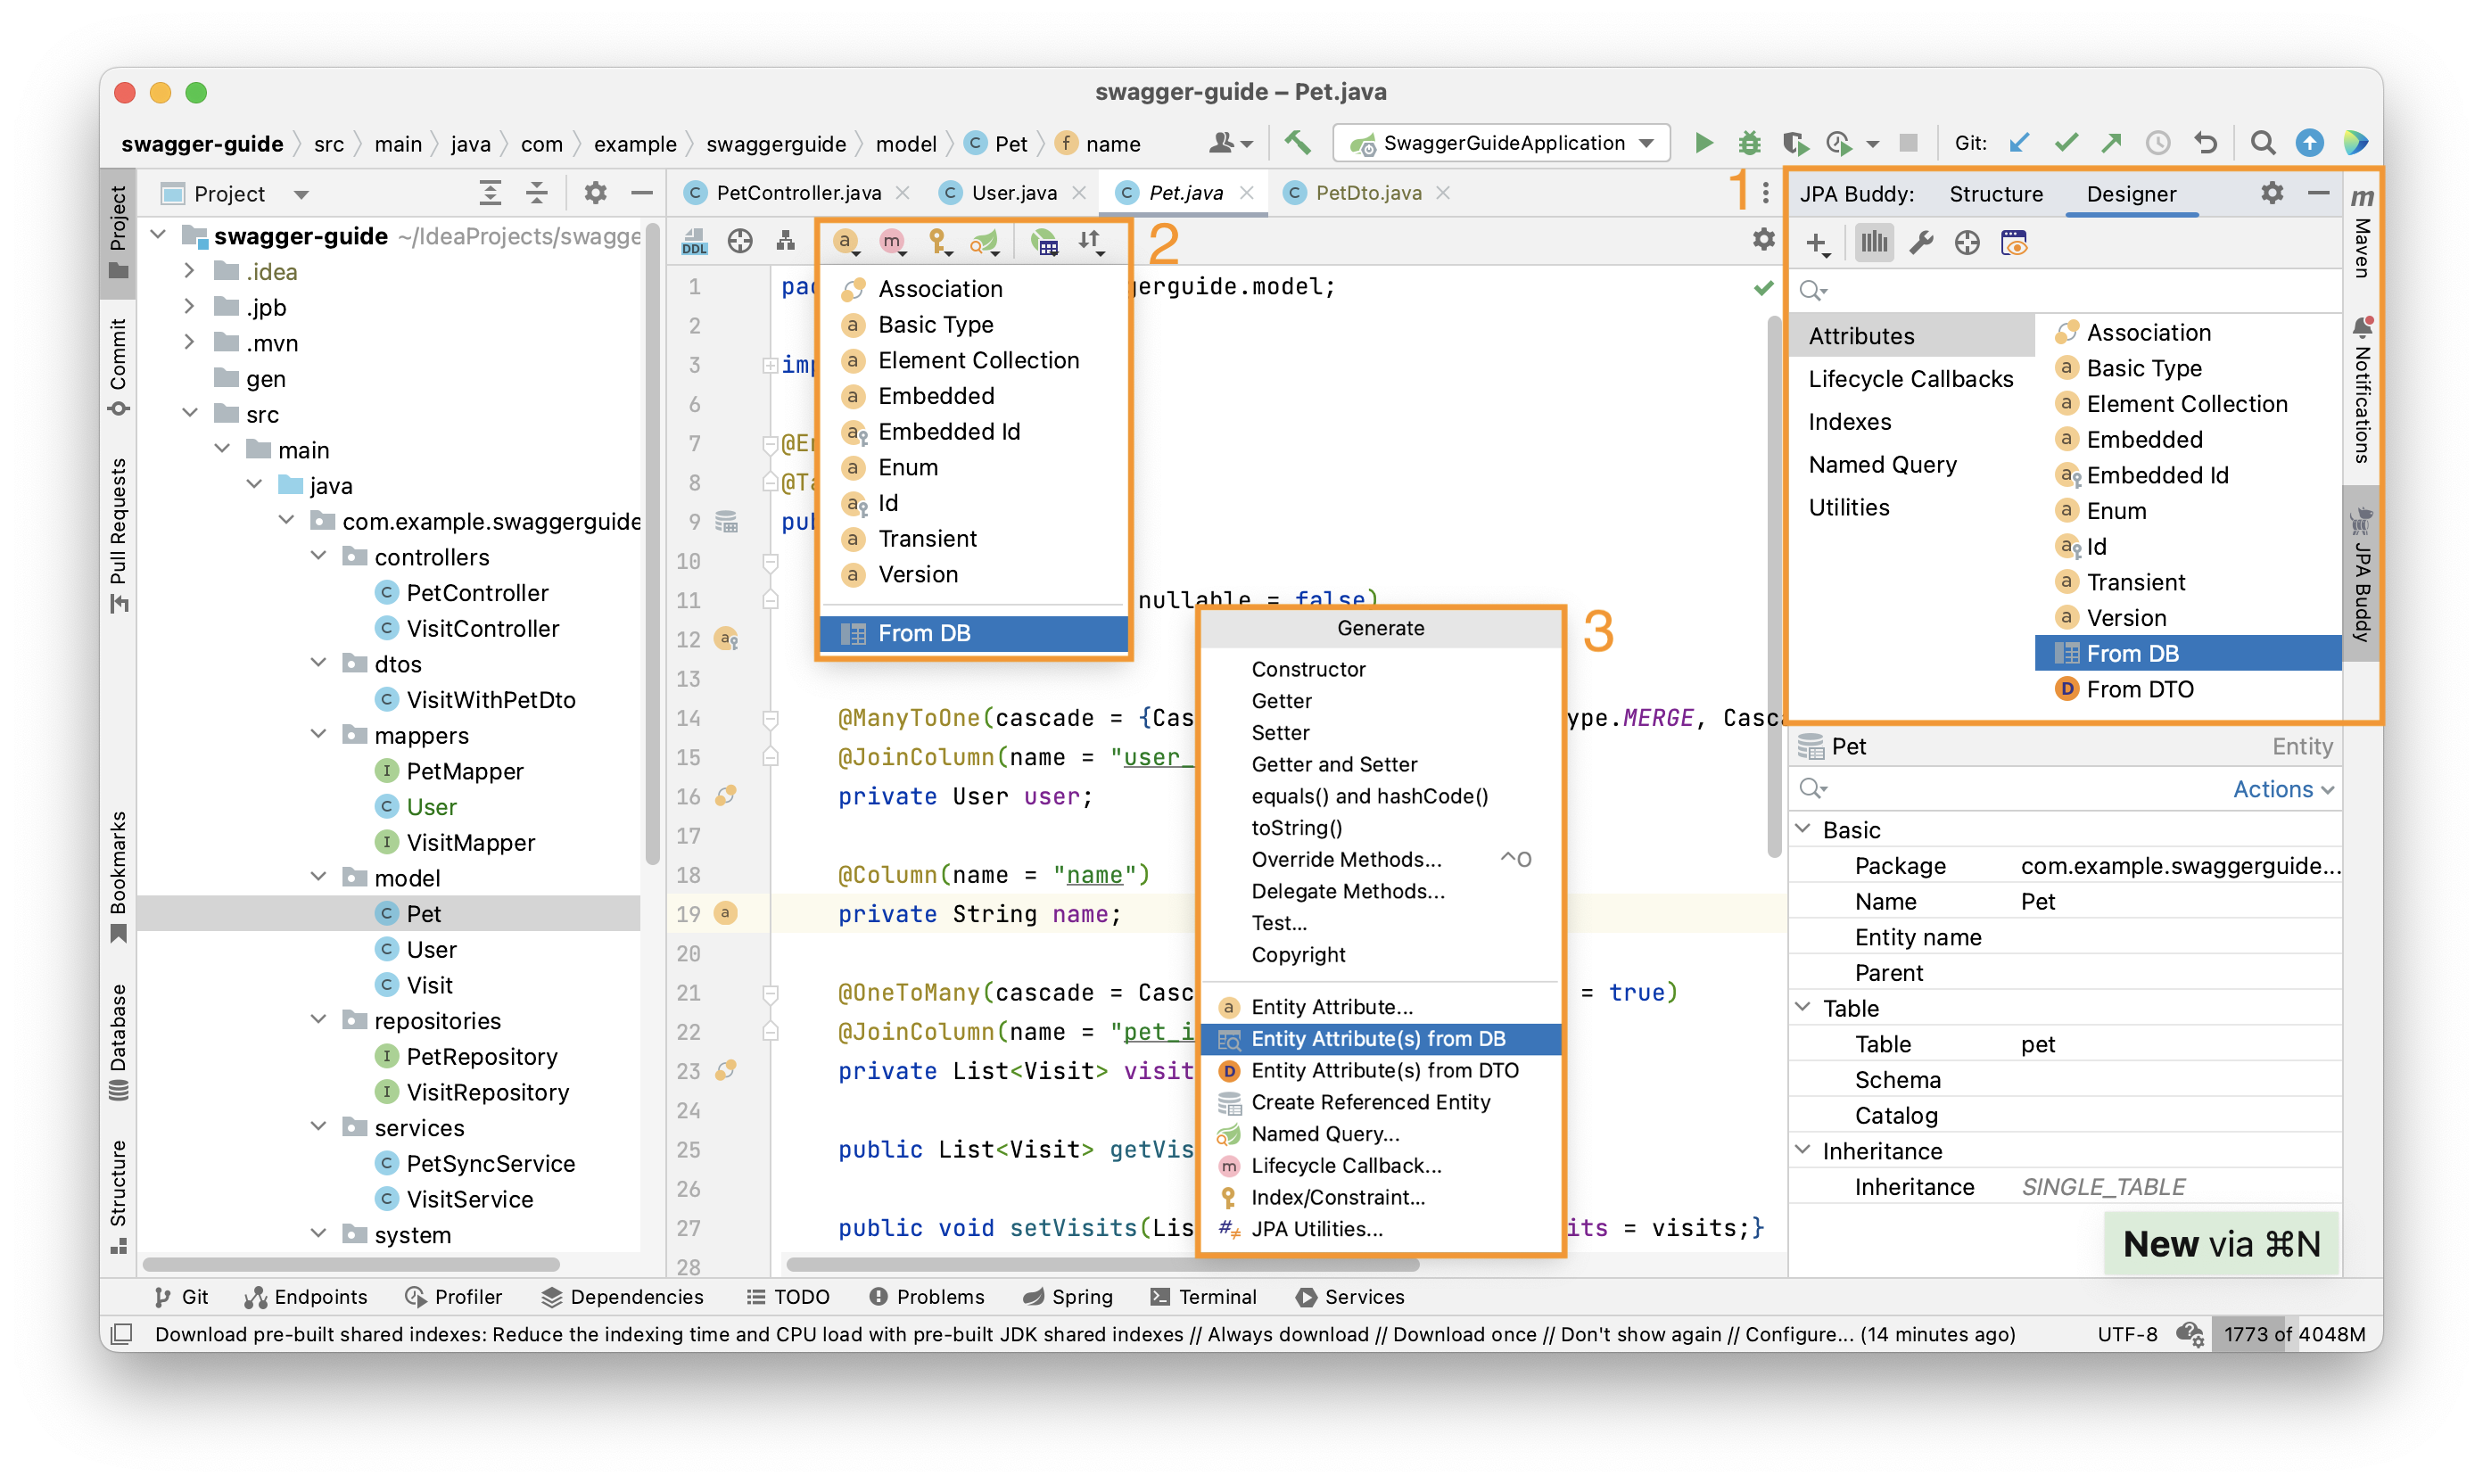 swagger-guide – Pet.java
swagger-guide src main java com example swaggerguide model C Pet f name
SwaggerGuideApplication
Git:
Project
PetController.java
User.java
Pet.java
PetDto.java
1
JPA Buddy: Structure Designer
swagger-guide ~/IdeaProjects/swagge
.idea
.jpb
.mvn
gen
src
main
java
com.example.swaggerguide
controllers
C PetController
C VisitController
dtos
C VisitWithPetDto
mappers
I PetMapper
C User
I VisitMapper
model
C Pet
C User
C Visit
repositories
I PetRepository
I VisitRepository
services
C PetSyncService
C VisitService
system
Project
Commit
Pull Requests
Bookmarks
Database
Structure
DDL a m
2
Association
a Basic Type
a Element Collection
a Embedded
a Embedded Id
a Enum
a Id
a Transient
a Version
From DB
1 pac gerguide.model;
2
3 imp
6
7 @En
8 @Ta
9 pub
10
11 nullable = false)
12
13
14 @ManyToOne(cascade = {Cas ype.MERGE, Casca
15 @JoinColumn(name = "user_
16 private User user;
17
18 @Column(name = "name")
19 private String name;
20
21 @OneToMany(cascade = Casc = true)
22 @JoinColumn(name = "pet_i
23 private List<Visit> visit
24
25 public List<Visit> getVis
26
27 public void setVisits(Lis its = visits;}
28
3
Generate
Constructor
Getter
Setter
Getter and Setter
equals() and hashCode()
toString()
Override Methods... ^O
Delegate Methods...
Test...
Copyright
a Entity Attribute...
Entity Attribute(s) from DB
D Entity Attribute(s) from DTO
Create Referenced Entity
Named Query...
m Lifecycle Callback...
Index/Constraint...
JPA Utilities...
Attributes
Lifecycle Callbacks
Indexes
Named Query
Utilities
Association
a Basic Type
a Element Collection
a Embedded
a Embedded Id
a Enum
a Id
a Transient
a Version
From DB
D From DTO
Pet Entity
Actions
Basic
Package com.example.swaggerguide...
Name Pet
Entity name
Parent
Table
Table pet
Schema
Catalog
Inheritance
Inheritance SINGLE_TABLE
New via ⌘N
m Maven
Notifications
JPA Buddy
Git Endpoints Profiler Dependencies TODO Problems Spring Terminal Services
Download pre-built shared indexes: Reduce the indexing time and CPU load with pre-built JDK shared indexes // Always download // Download once // Don't show again // Configure... (14 minutes ago) UTF-8 1773 of 4048M